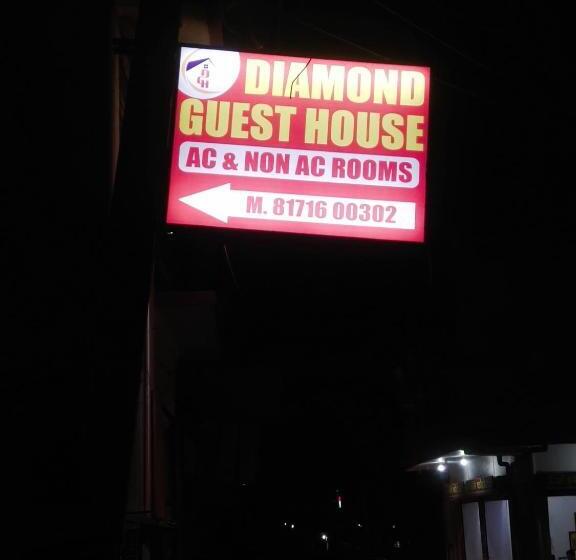 DIAMOND
GUEST HOUSE
AC & NON AC ROOMS
M. 81716 00302